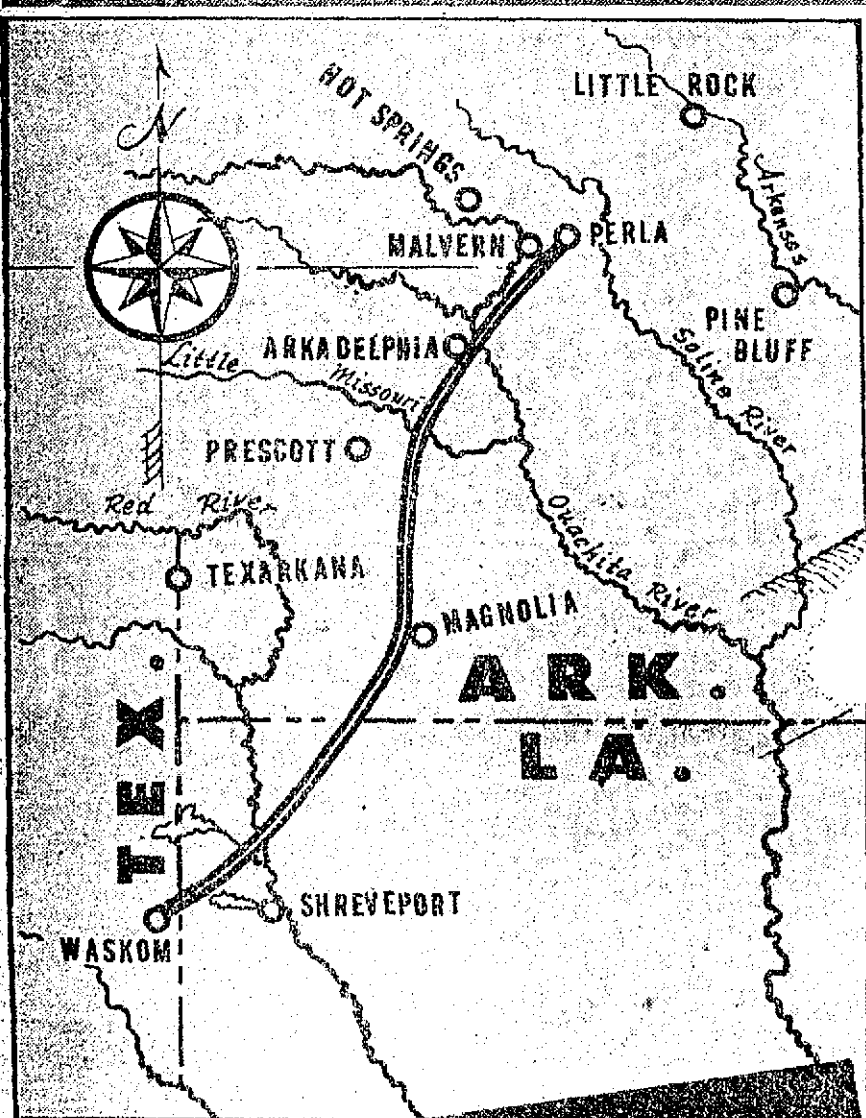 LITTLE ROCK
HOT SPRINGS
N
Arkansas
MALVERN
PERLA
PINE
BLUFF
ARKADELPHIA
Little Missouri
Saline River
PRESCOTT
Red River
Ouachita River
TEXARKANA
MAGNOLIA
ARK.
LA.
TEX.
SHREVEPORT
WASKOM